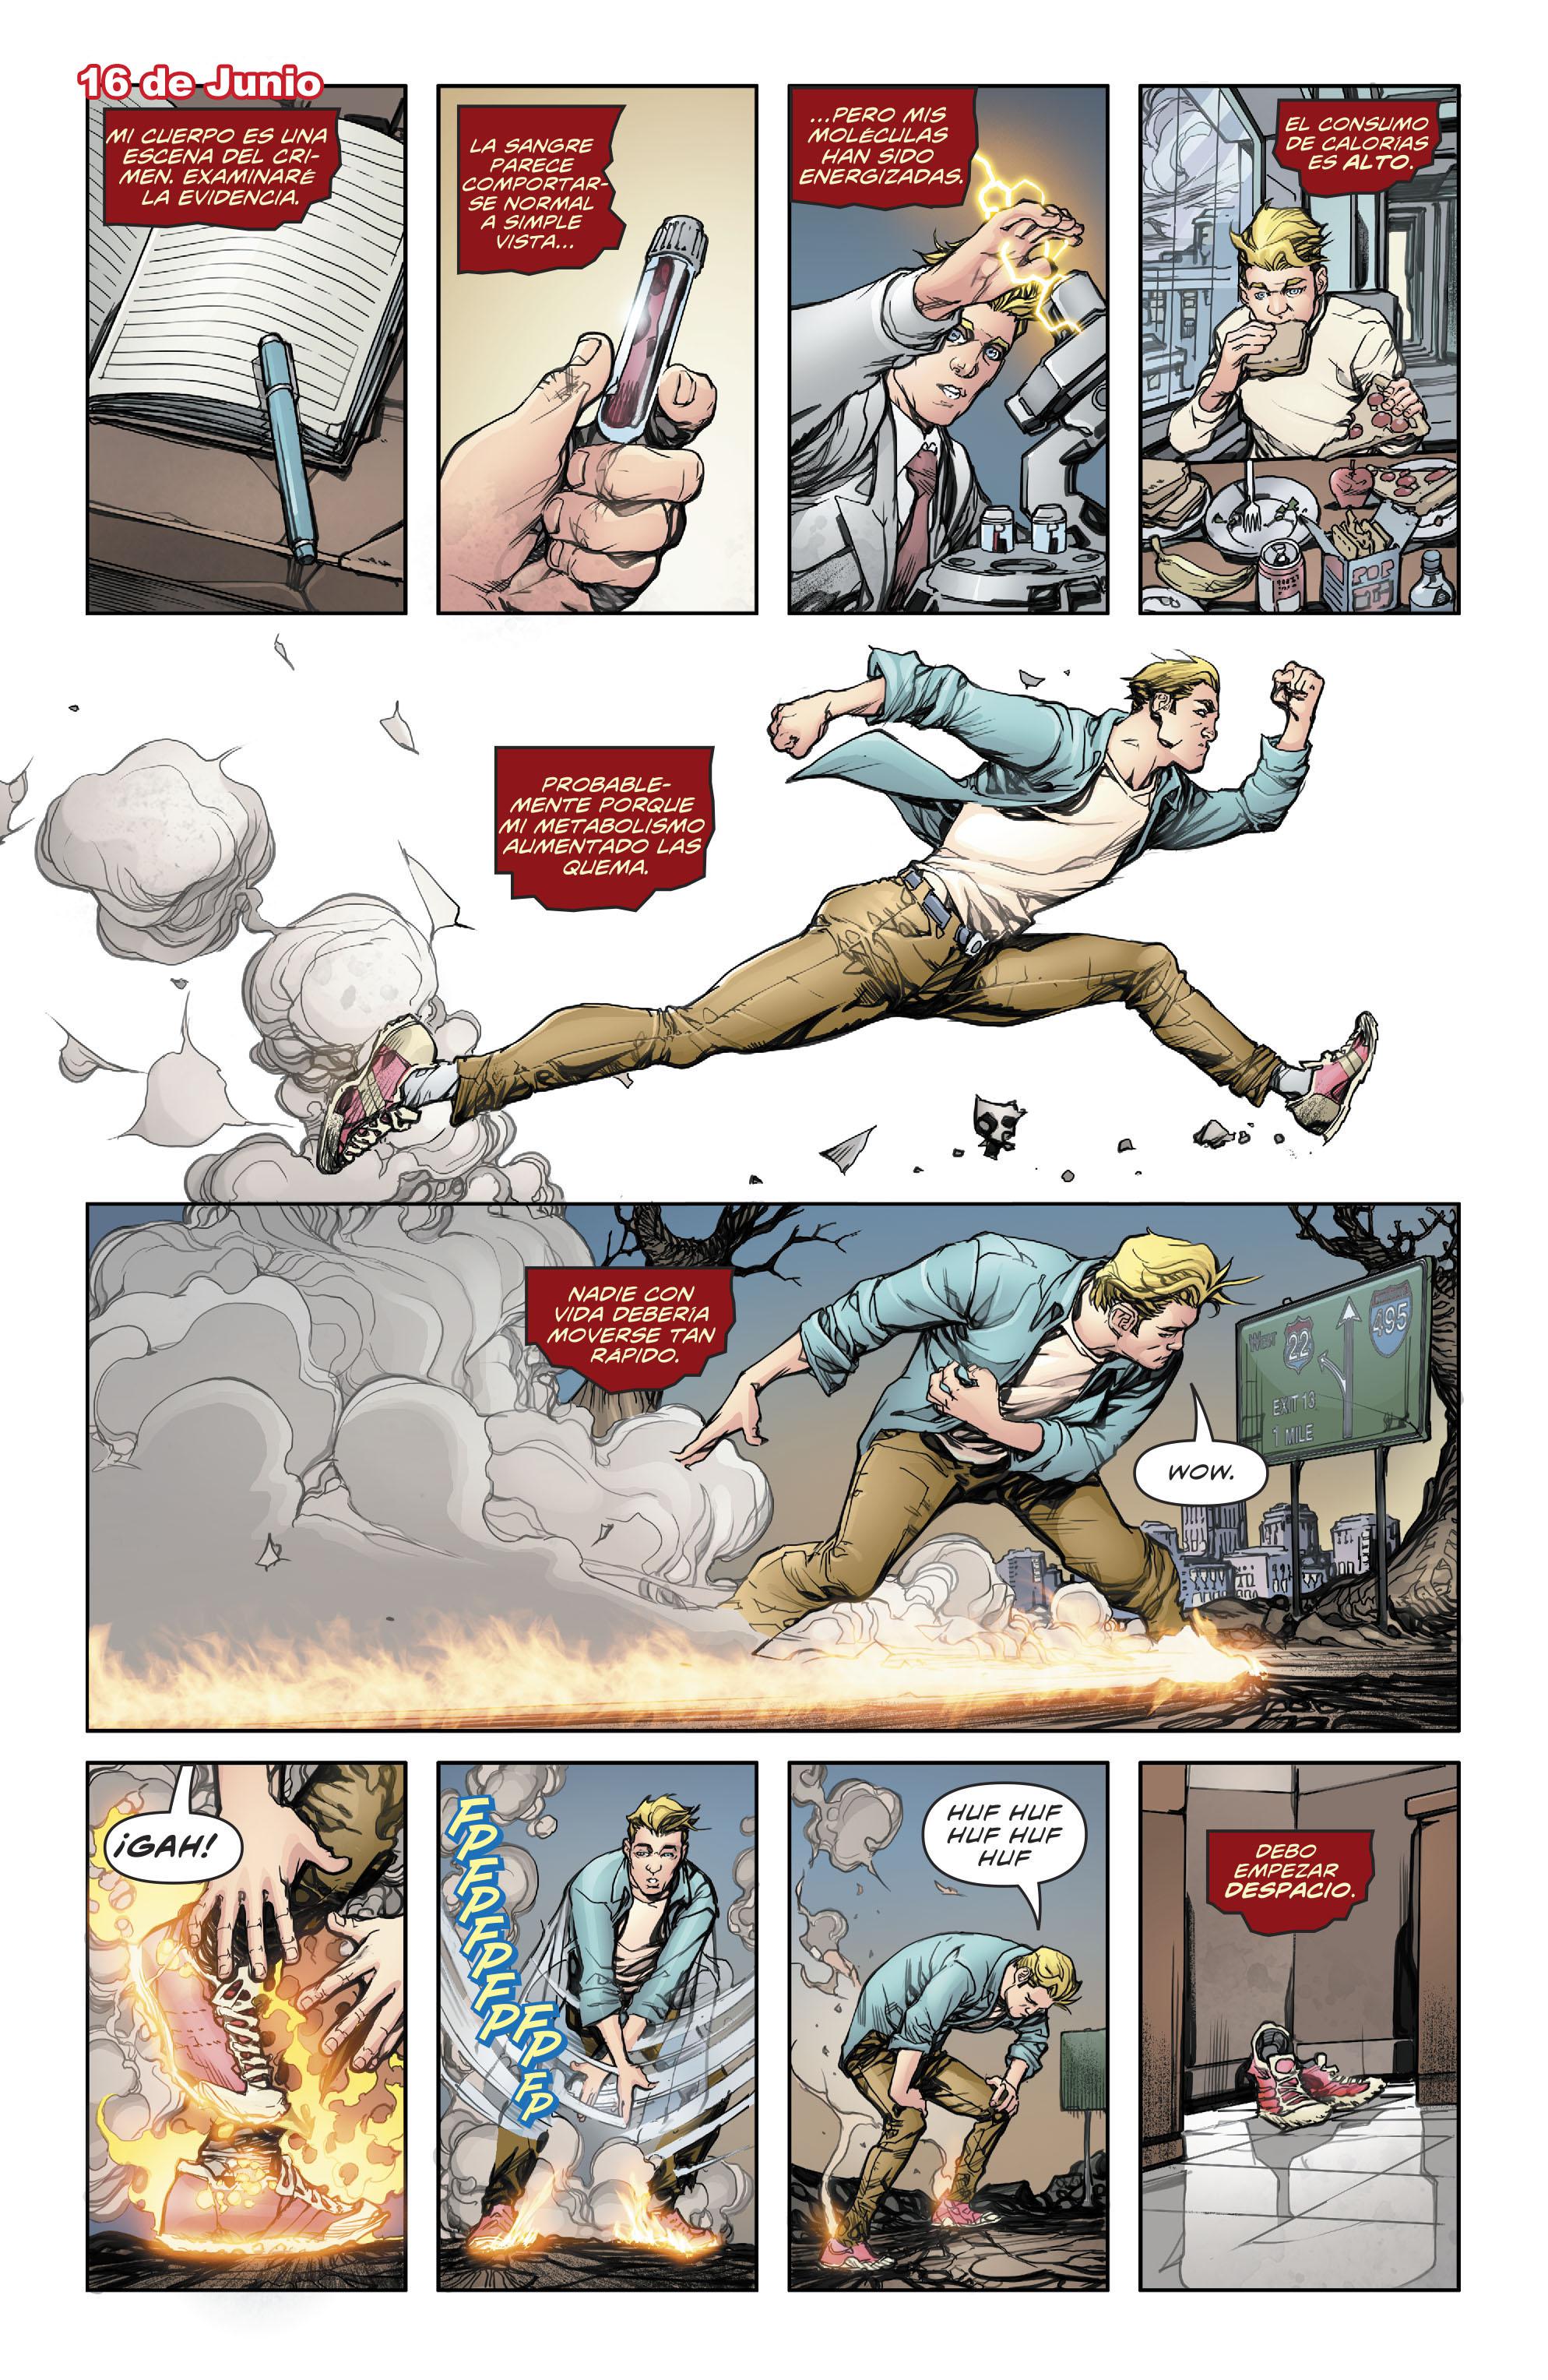 16 de Junio
MI CUERPO ES UNA
ESCENA DEL CRI-
MEN. EXAMINARÉ
LA EVIDENCIA.
LA SANGRE
PARECE
COMPORTAR-
SE NORMAL
A SIMPLE
VISTA...
...PERO MIS
MOLÉCULAS
HAN SIDO
ENERGIZADAS.
EL CONSUMO
DE CALORÍAS
ES ALTO.
POP
PROBABLE-
MENTE PORQUE
MI METABOLISMO
AUMENTADO LAS
QUEMA.
NADIE CON
VIDA DEBERÍA
MOVERSE TAN
RÁPIDO.
WEST
22
495
EXIT 13
1 MILE
WOW.
¡GAH!
FPFPFPFPFPFPFPFP
HUF HUF
HUF HUF
HUF
DEBO
EMPEZAR
DESPACIO.